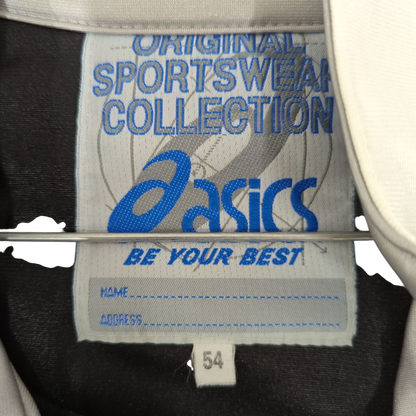 ORIGINAL
SPORTSWEAR
COLLECTION
asics
BE YOUR BEST
NAME
ADDRESS
54